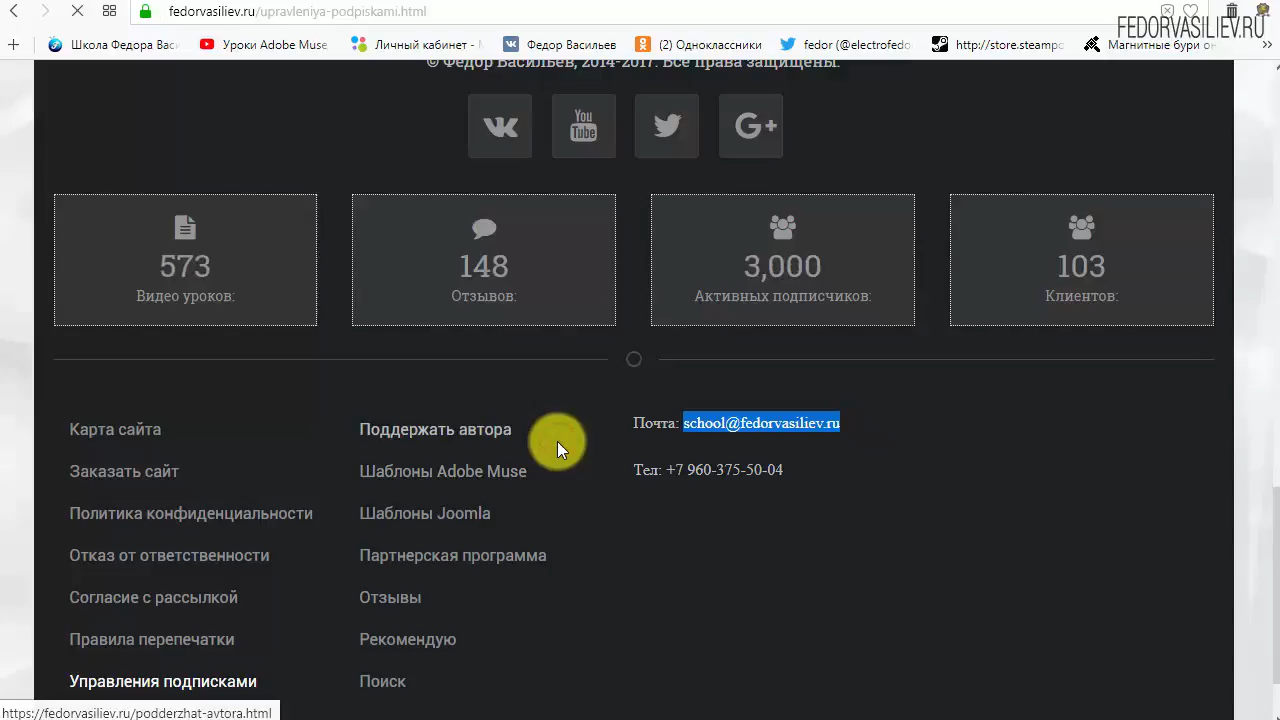 fedorvasiliev.ru/upravleniya-podpiskami.html
FEDORVASILIEV.RU
Школа Федора Васи
Уроки Adobe Muse
Личный кабинет -
Федор Васильев
(2) Одноклассники
fedor (@electrofedo
http://store.steampo
Магнитные бури он
© Федор Васильев, 2014-2017. Все права защищены.
You
Tube
G+
573
Видео уроков:
148
Отзывов:
3,000
Активных подписчиков:
103
Клиентов:
Карта сайта
Заказать сайт
Политика конфиденциальности
Отказ от ответственности
Согласие с рассылкой
Правила перепечатки
Управления подписками
Поддержать автора
Шаблоны Adobe Muse
Шаблоны Joomla
Партнерская программа
Отзывы
Рекомендую
Поиск
Почта: school@fedorvasiliev.ru
Тел: +7 960-375-50-04
https://fedorvasiliev.ru/podderzhat-avtora.html